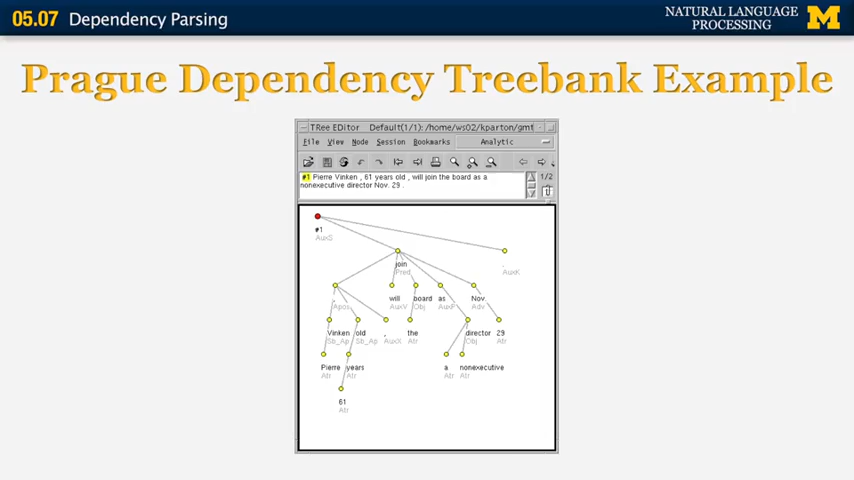 05.07 Dependency Parsing
NATURAL LANGUAGE
PROCESSING
M
Prague Dependency Treebank Example
TRee EDitor Default(1/1): /home/ws02/kparton/gmt
File View Node Session Bookmarks Analytic
#1 Pierre Vinken , 61 years old , will join the board as a
nonexecutive director Nov. 29 .
1/2
#1
AuxS
join .
Pred AuxK
, will board as Nov.
Apos AuxV Obj AuxP Adv
Vinken old , the director 29
Sb_Ap Sb_Ap AuxX Atr Obj Atr
Pierre years a nonexecutive
Atr Atr Atr Atr
61
Atr